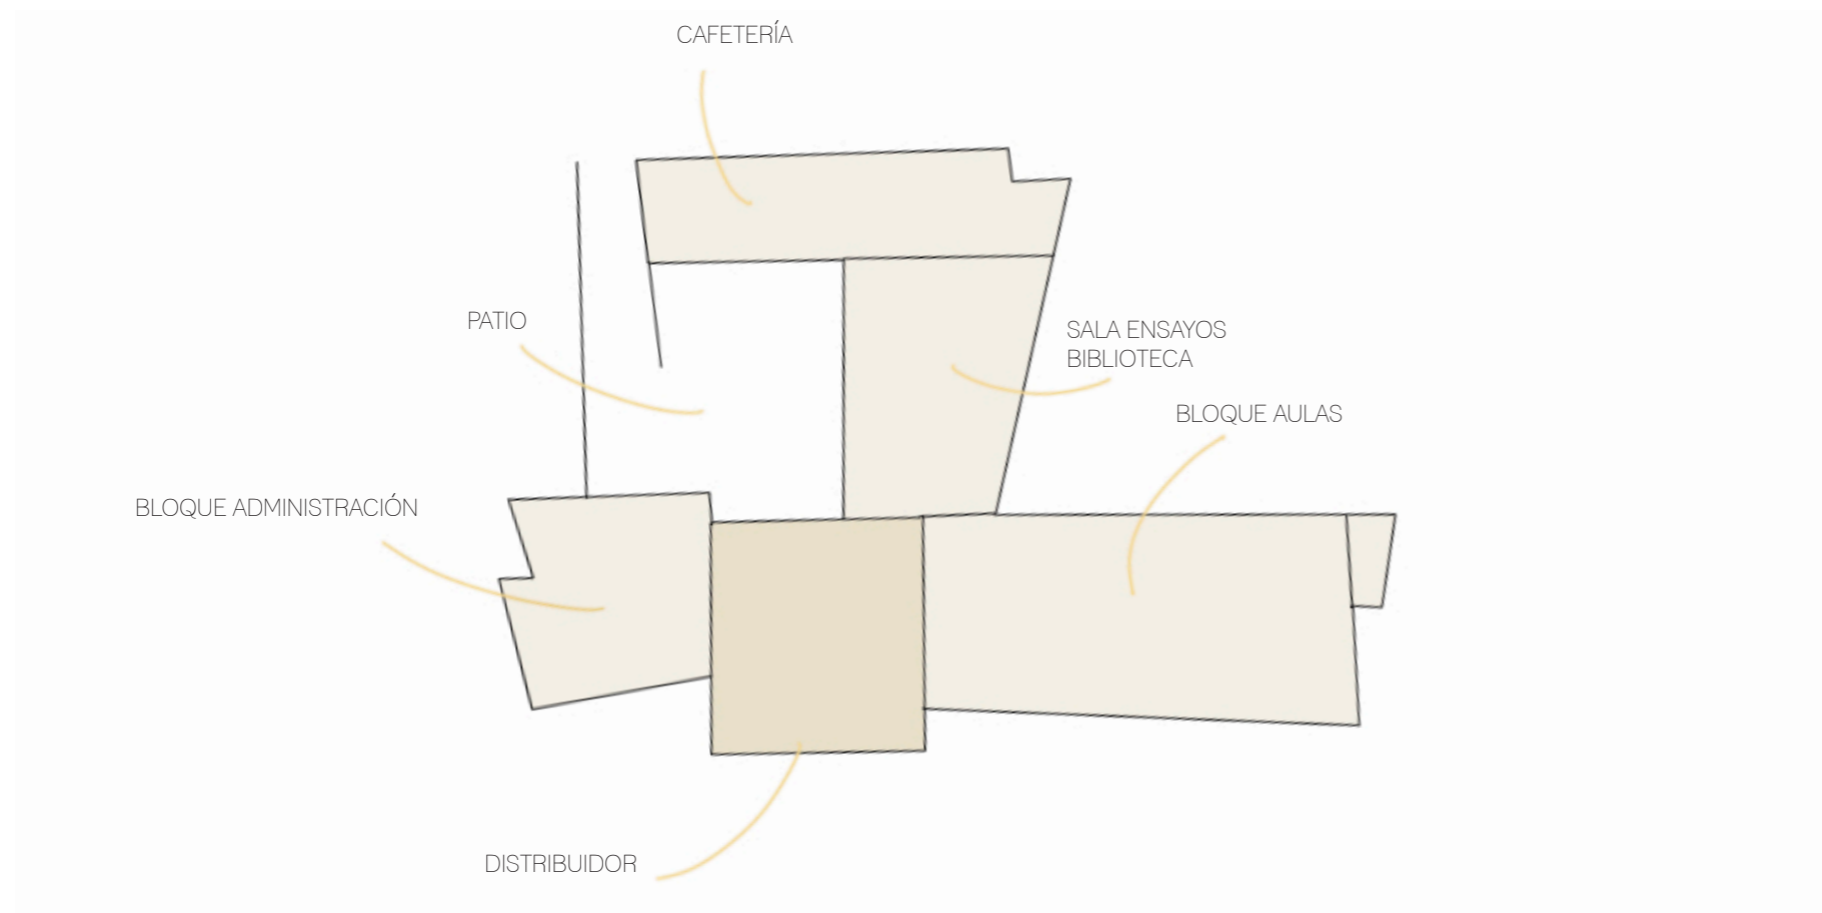 CAFETERÍA
PATIO
SALA ENSAYOS
BIBLIOTECA
BLOQUE AULAS
BLOQUE ADMINISTRACIÓN
DISTRIBUIDOR